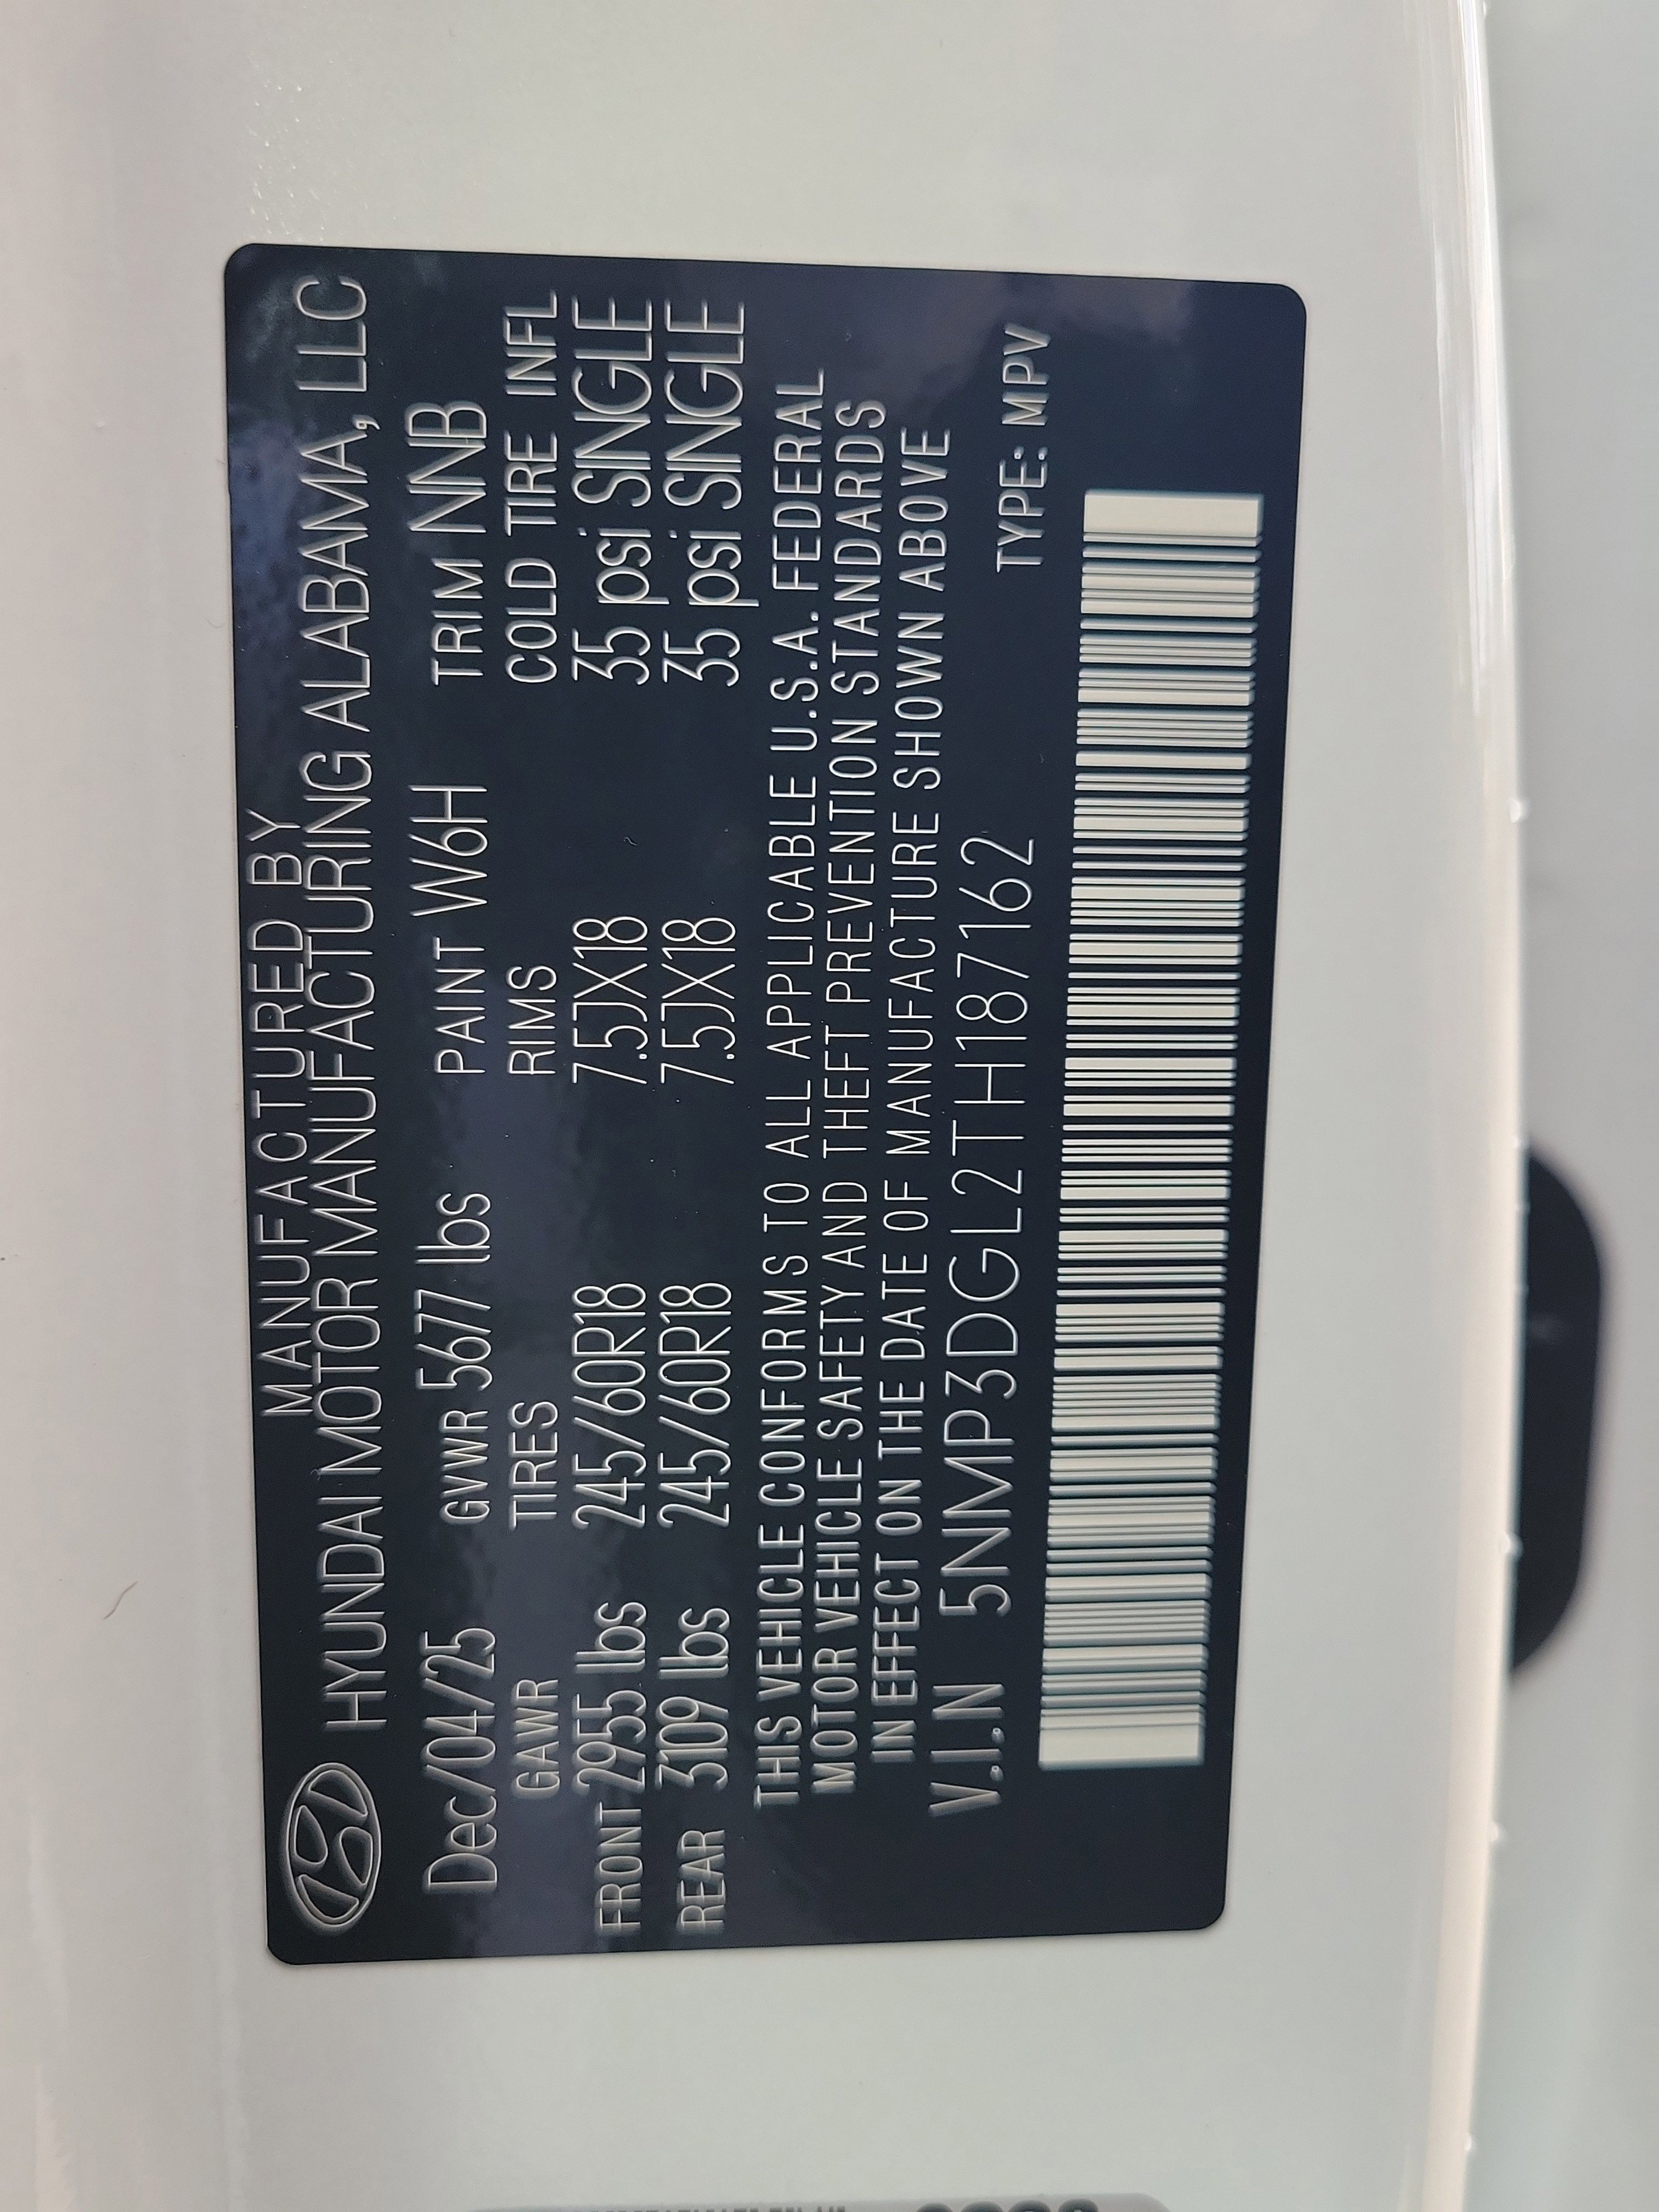 MANUFACTURED BY
HYUNDAI MOTOR MANUFACTURING ALABAMA, LLC
Dec/04/25 GVWR 5677 lbs PAINT W6H TRIM NNB
GAWR TIRES RIMS COLD TIRE INFL
FRONT 2955 lbs 245/60R18 7.5JX18 35 psi SINGLE
REAR 3109 lbs 245/60R18 7.5JX18 35 psi SINGLE
THIS VEHICLE CONFORMS TO ALL APPLICABLE U.S.A. FEDERAL
MOTOR VEHICLE SAFETY AND THEFT PREVENTION STANDARDS
IN EFFECT ON THE DATE OF MANUFACTURE SHOWN ABOVE
V.I.N 5NMP3DGL2TH187162 TYPE: MPV